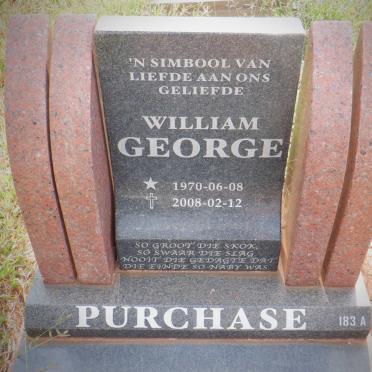 'N SIMBOOL VAN
LIEFDE AAN ONS
GELIEFDE
WILLIAM
GEORGE
1970-06-08
2008-02-12
SO GROOT DIE SKOK,
SO SWAAR DIE SLAG
NOOIT DIE GEDAGTE DAT
DIE EINDE SO NABY WAS
PURCHASE 183 A